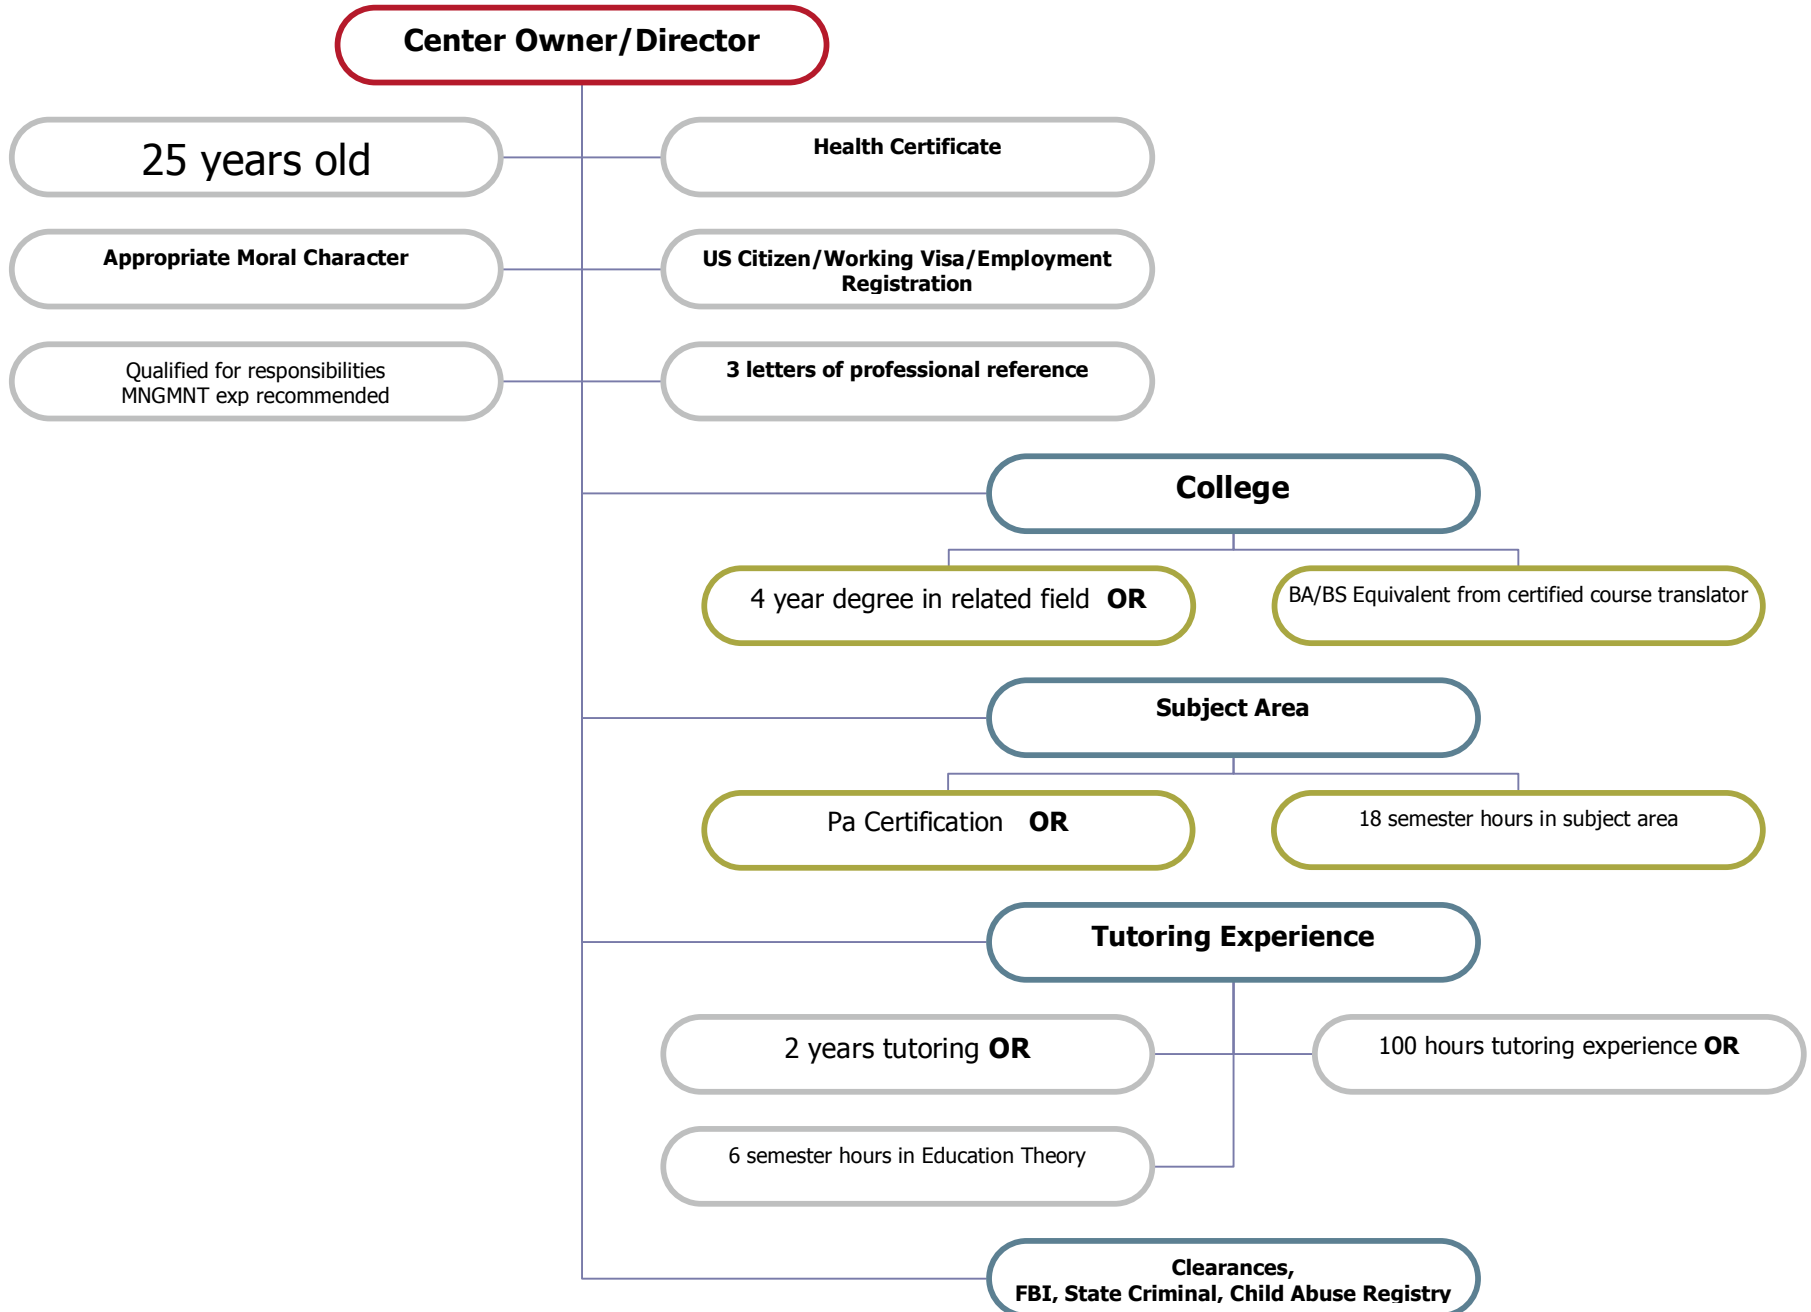 Center Owner/Director
25 years old
Health Certificate
Appropriate Moral Character
US Citizen/Working Visa/Employment
Registration
Qualified for responsibilities
MNGMNT exp recommended
3 letters of professional reference
College
4 year degree in related field OR
BA/BS Equivalent from certified course translator
Subject Area
Pa Certification OR
18 semester hours in subject area
Tutoring Experience
2 years tutoring OR
100 hours tutoring experience OR
6 semester hours in Education Theory
Clearances,
FBI, State Criminal, Child Abuse Registry